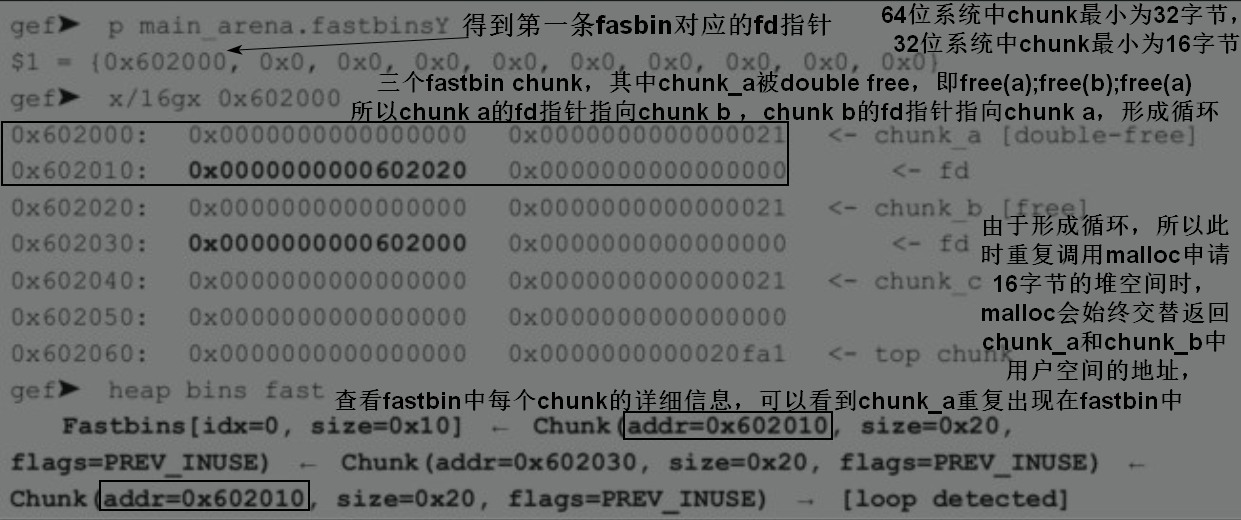 gef➤ p main_arena.fastbinsY 得到第一条fasbin对应的fd指针
64位系统中chunk最小为32字节，
32位系统中chunk最小为16字节
$1 = {0x602000, 0x0, 0x0, 0x0, 0x0, 0x0, 0x0, 0x0, 0x0, 0x0}
三个fastbin chunk，其中chunk_a被double free，即free(a);free(b);free(a)
gef➤ x/16gx 0x602000
所以chunk a的fd指针指向chunk b ，chunk b的fd指针指向chunk a，形成循环
0x602000: 0x0000000000000000 0x0000000000000021 <- chunk_a [double-free]
0x602010: 0x0000000000602020 0x0000000000000000 <- fd
0x602020: 0x0000000000000000 0x0000000000000021 <- chunk_b [free]
0x602030: 0x0000000000602000 0x0000000000000000 <- fd
0x602040: 0x0000000000000000 0x0000000000000021 <- chunk_c
0x602050: 0x0000000000000000 0x0000000000000000
0x602060: 0x0000000000000000 0x0000000000020fa1 <- top chunk
由于形成循环，所以此
时重复调用malloc申请
16字节的堆空间时，
malloc会始终交替返回
chunk_a和chunk_b中
用户空间的地址，
gef➤ heap bins fast
查看fastbin中每个chunk的详细信息，可以看到chunk_a重复出现在fastbin中
Fastbins[idx=0, size=0x10] ← Chunk(addr=0x602010, size=0x20,
flags=PREV_INUSE) ← Chunk(addr=0x602030, size=0x20, flags=PREV_INUSE) ←
Chunk(addr=0x602010, size=0x20, flags=PREV_INUSE) → [loop detected]